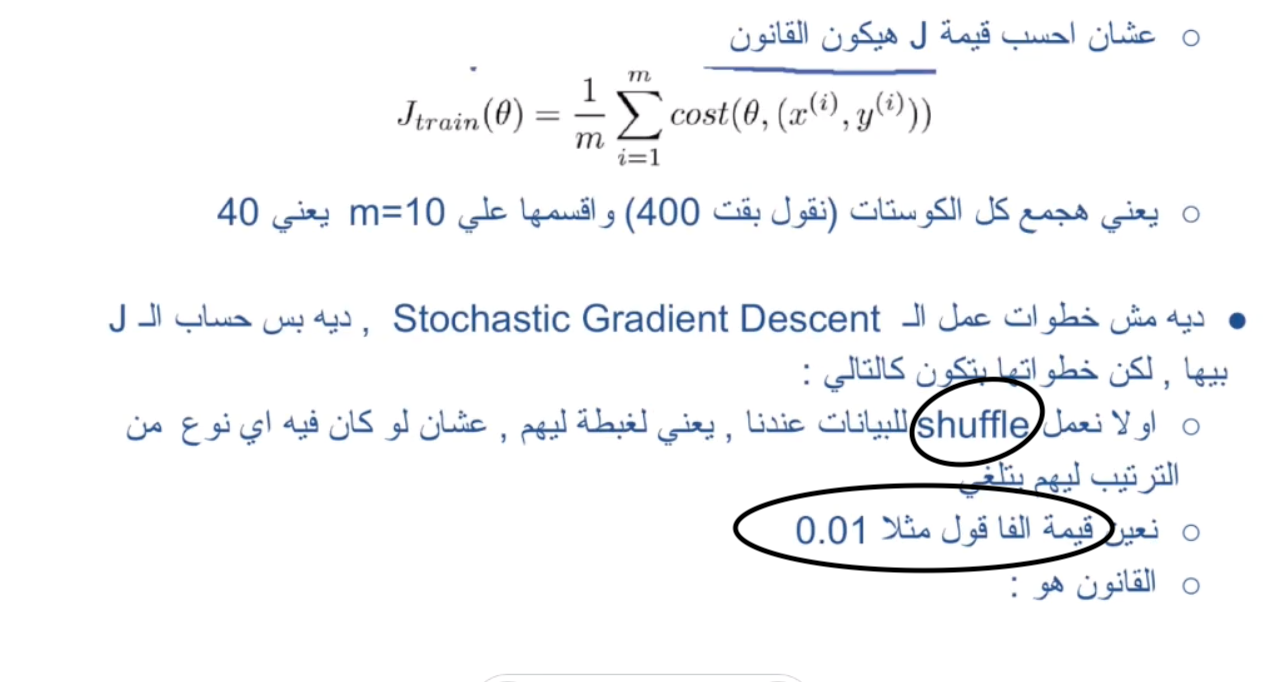 عشان احسب قيمة J هيكون القانون
J_{train}(θ) = \frac{1}{m} \sum_{i=1}^{m} cost(θ, (x^{(i)}, y^{(i)}))
يعني هجمع كل الكوستات (نقول بقت 400) واقسمها علي m=10 يعني 40
ديه مش خطوات عمل الـ Stochastic Gradient Descent , ديه بس حساب الـ J
بيها , لكن خطواتها بتكون كالتالي :
اولا نعمل shuffle للبيانات عندنا , يعني لغبطة ليهم , عشان لو كان فيه اي نوع من
الترتيب ليهم بتلغي
نعين قيمة الفا قول مثلا 0.01
القانون هو :